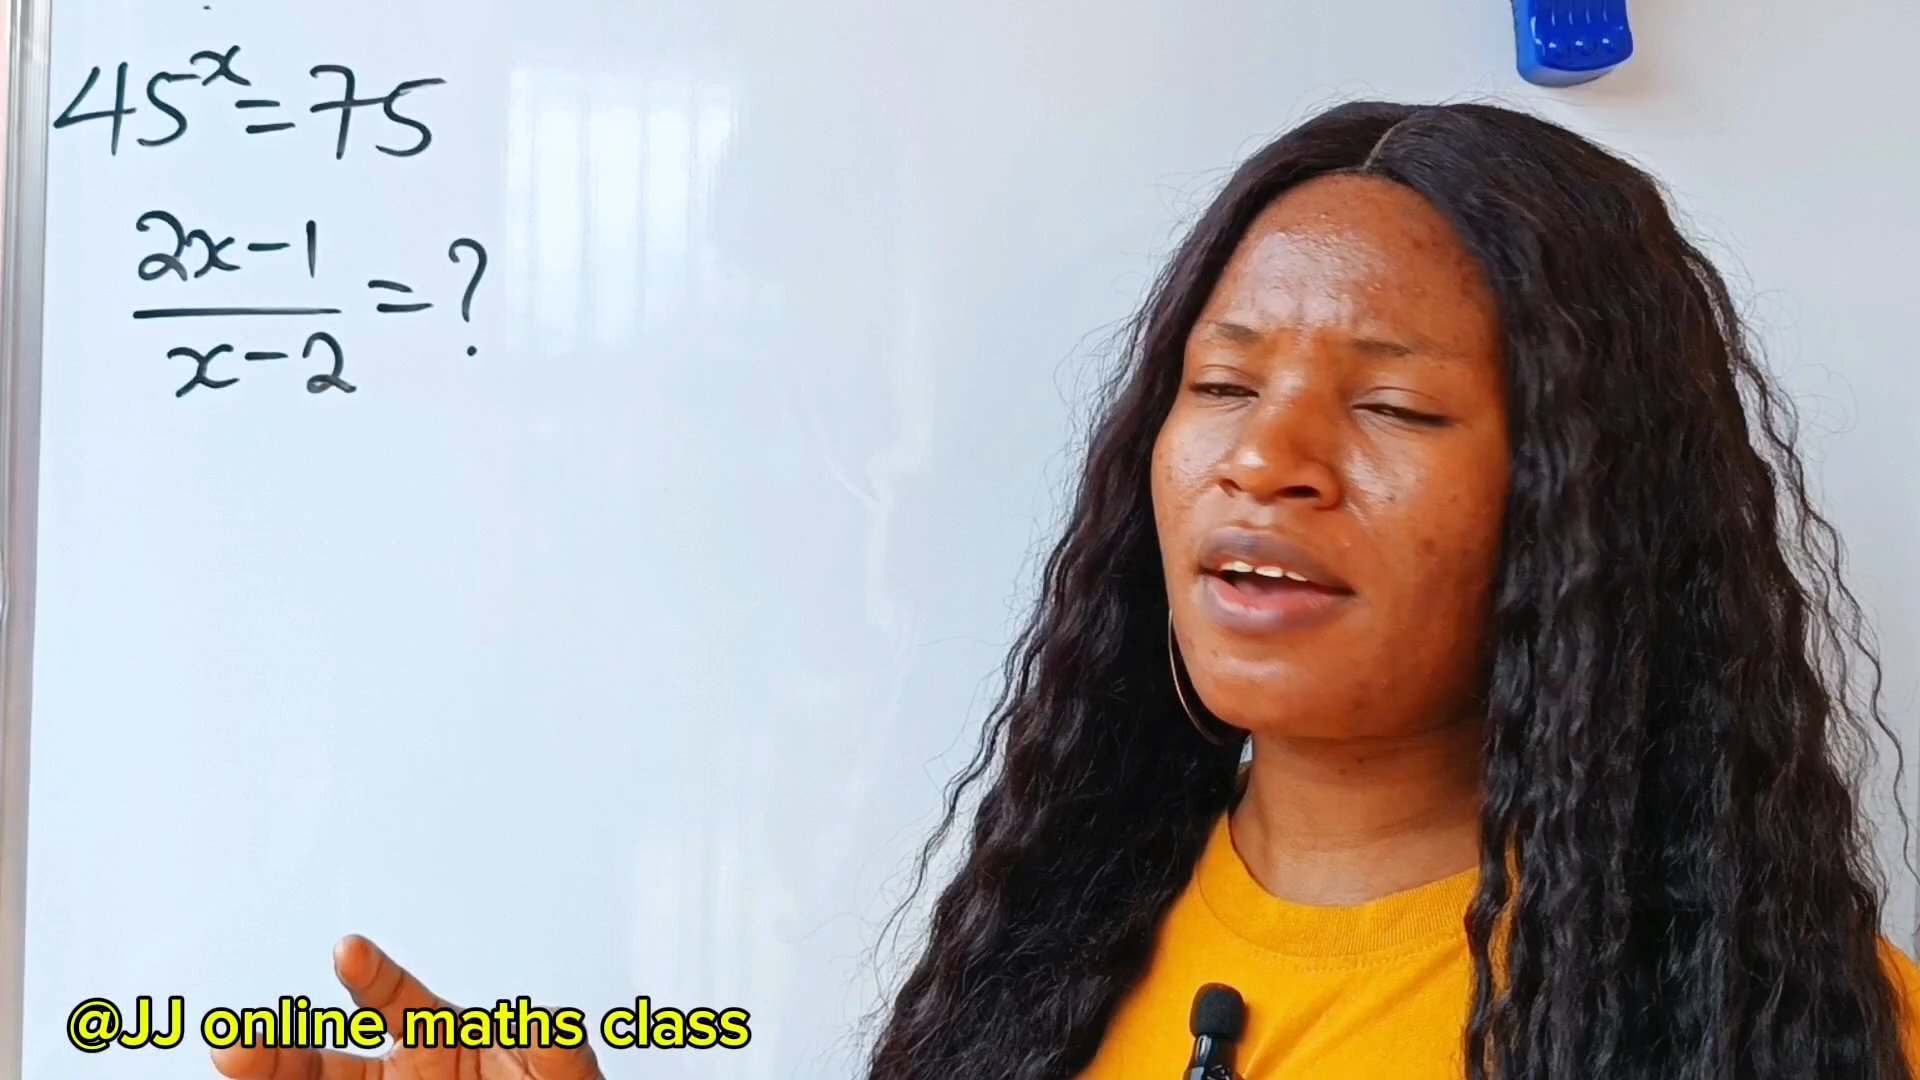 45^x = 75
(2x-1)/(x-2) = ?
@JJ online maths class